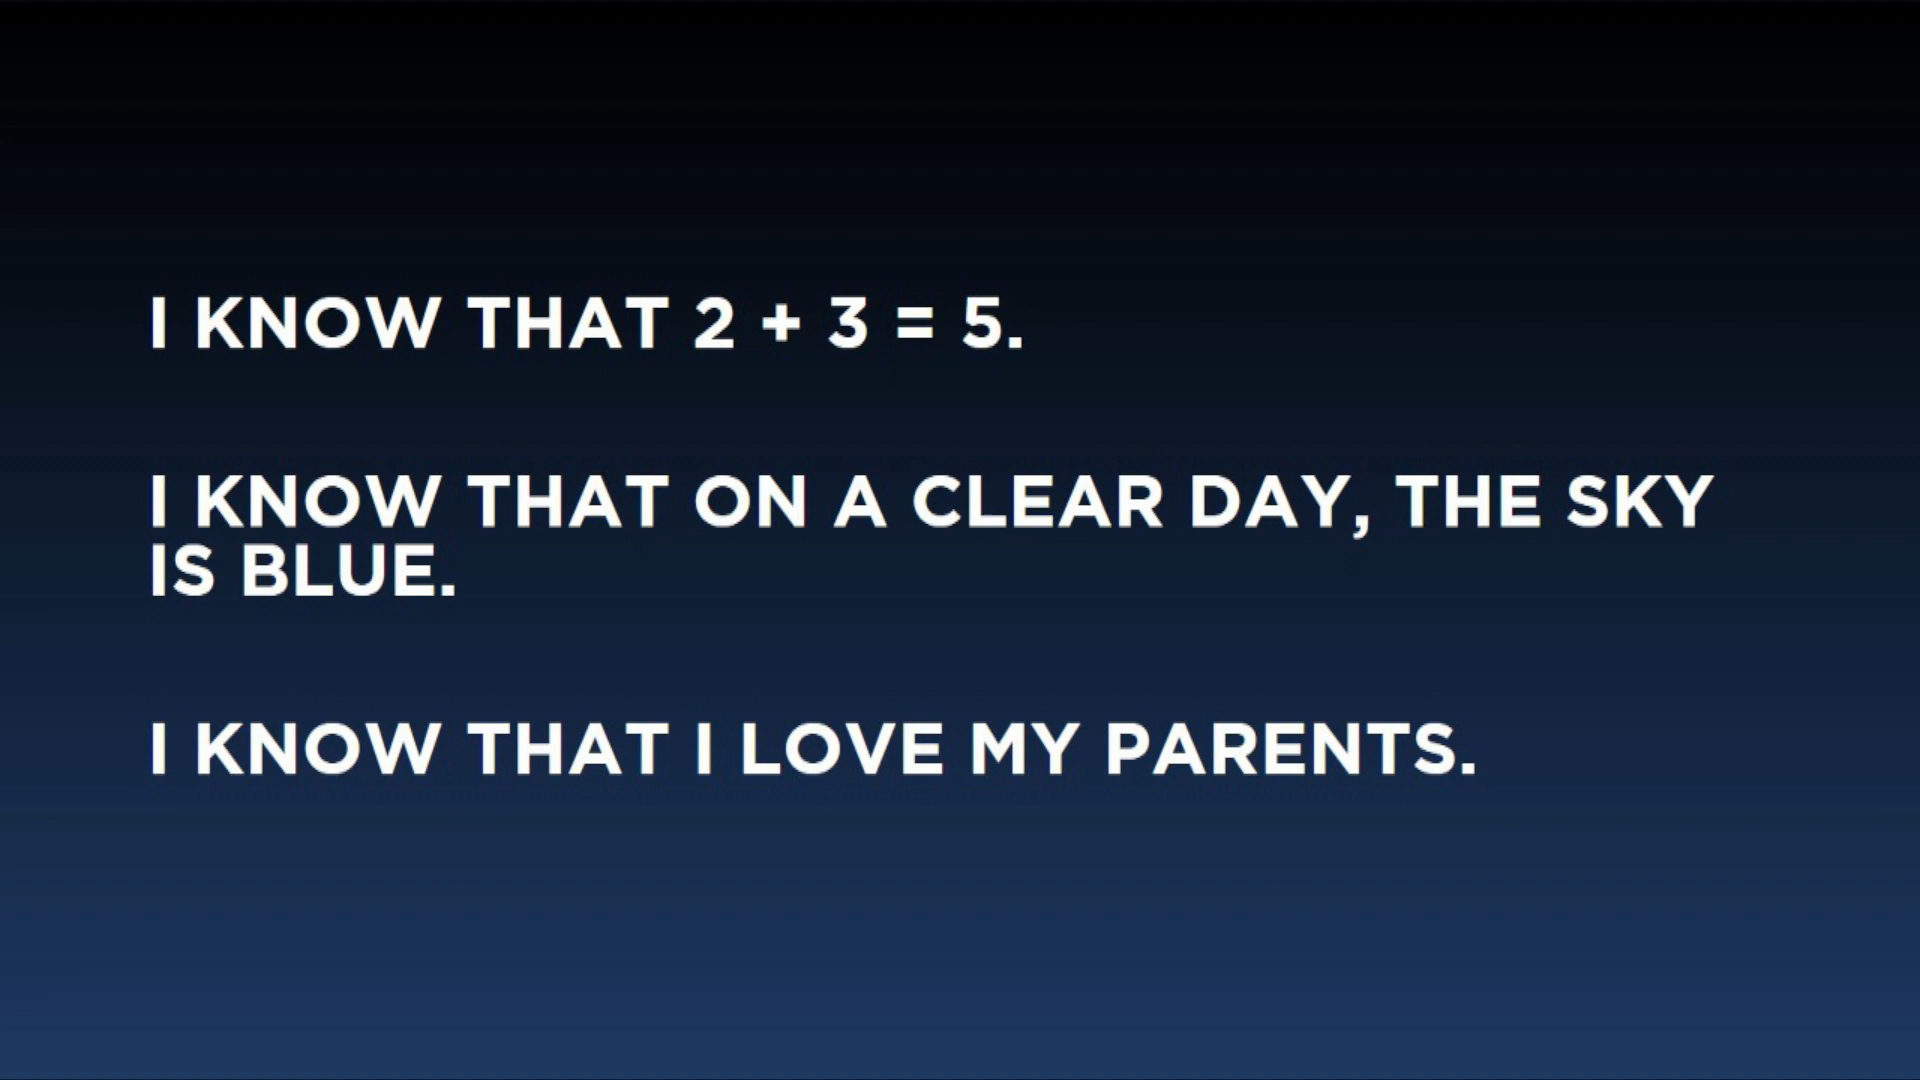 I KNOW THAT 2 + 3 = 5.
I KNOW THAT ON A CLEAR DAY, THE SKY
IS BLUE.
I KNOW THAT I LOVE MY PARENTS.